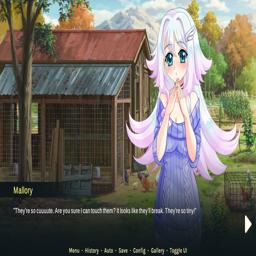 Mallory
"They're so cuuuute. Are you sure I can touch them? It looks like they'll break. They're so tiny!"
Menu - History - Auto - Save - Config - Gallery - Toggle UI